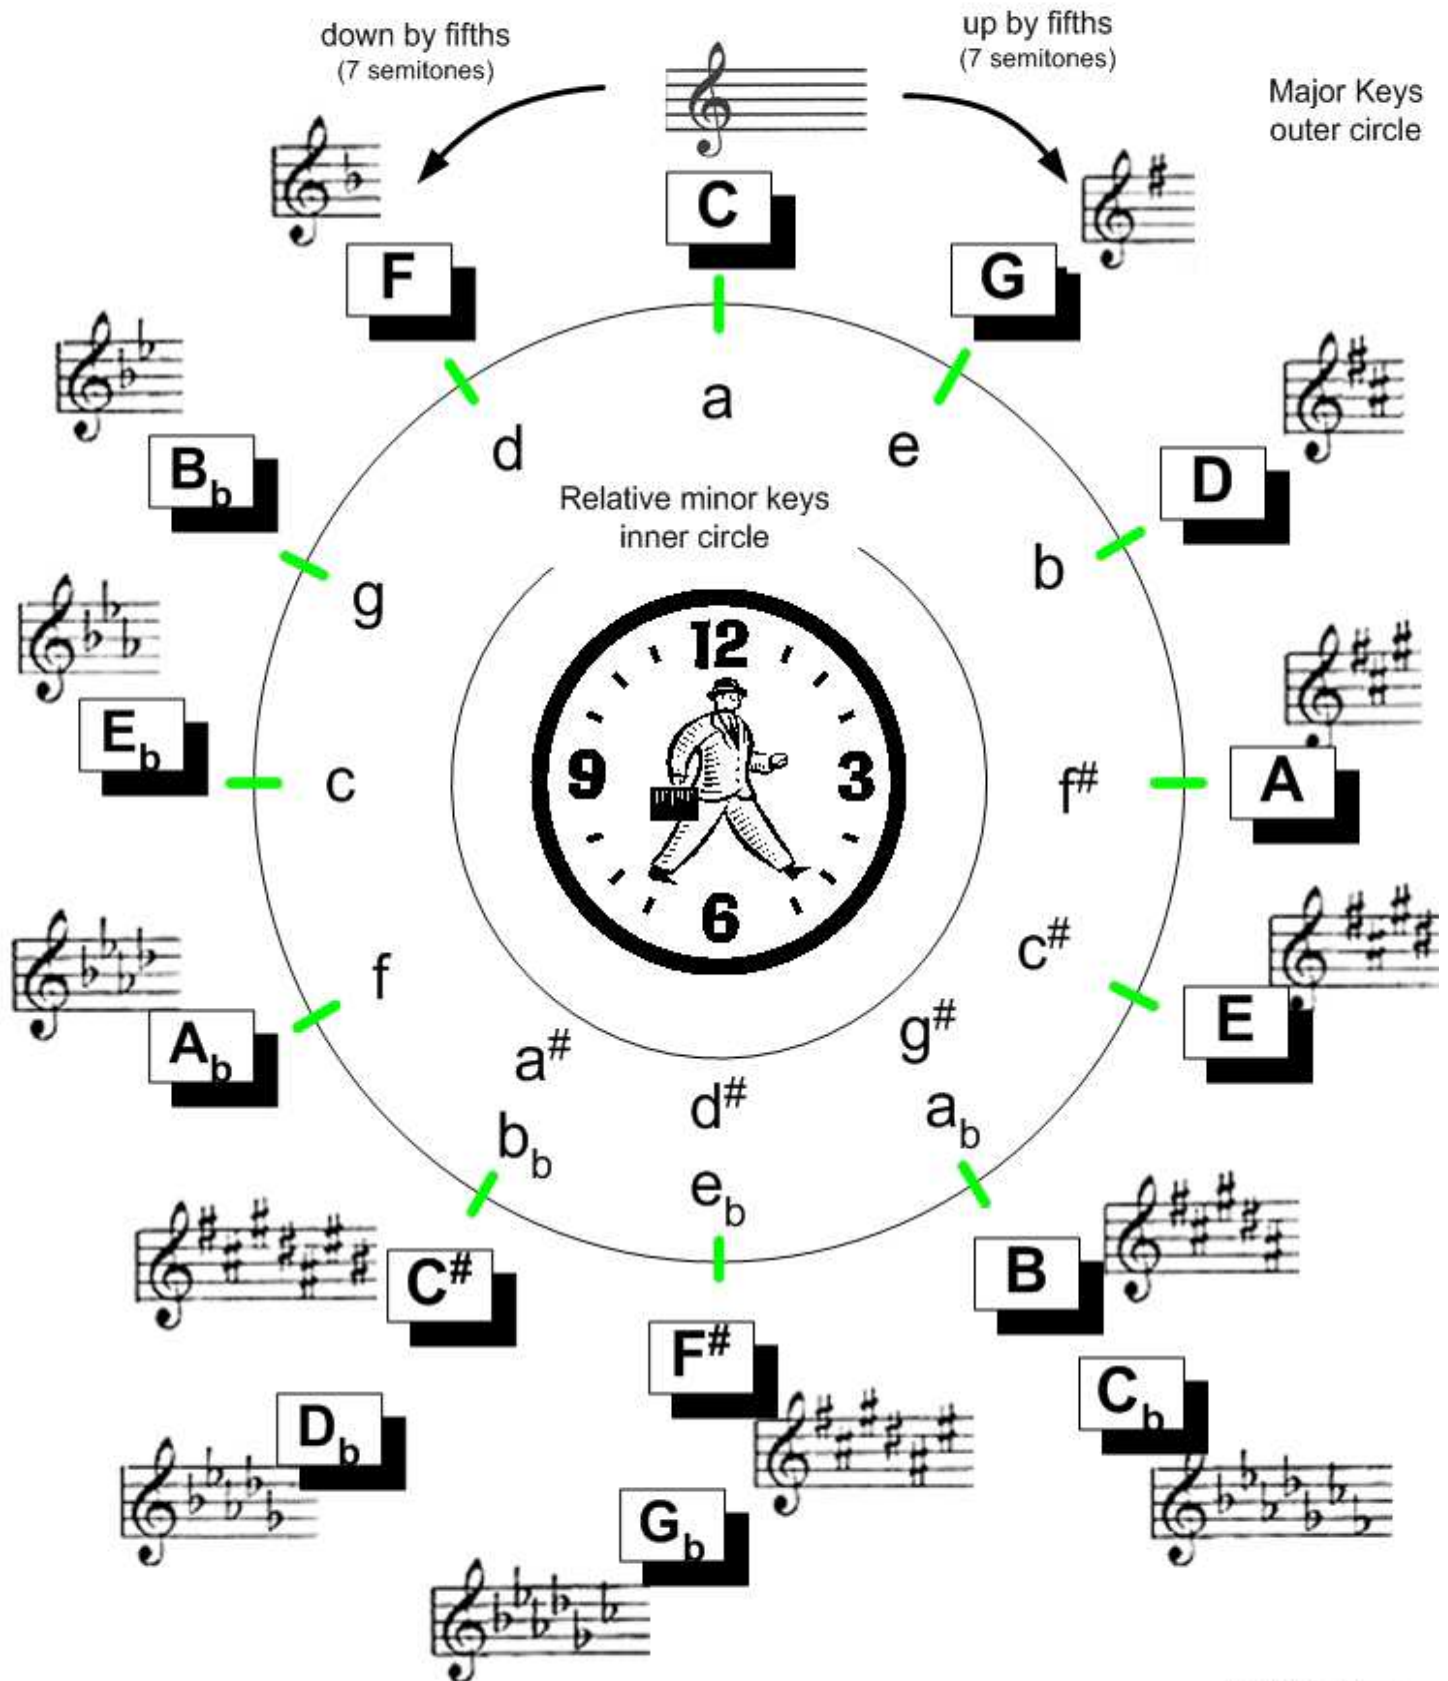 down by fifths
(7 semitones)
up by fifths
(7 semitones)
Major Keys
outer circle
C
F
G
B♭
D
E♭
A
A♭
E
C#
B
D♭
F#
C♭
G♭
a
d
e
Relative minor keys
inner circle
g
b
c
f#
f
c#
a#
g#
b♭
d#
a♭
e♭
12
9
3
6